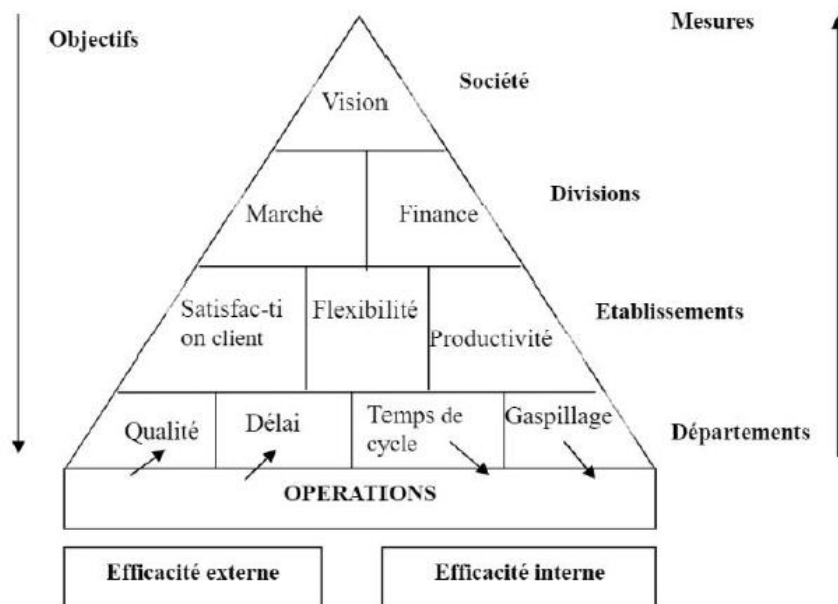 Objectifs
Mesures
Société
Vision
Divisions
Marché
Finance
Satisfac-ti
on client
Flexibilité
Productivité
Etablissements
Qualité
Délai
Temps de
cycle
Gaspillage
Départements
OPERATIONS
Efficacité externe
Efficacité interne